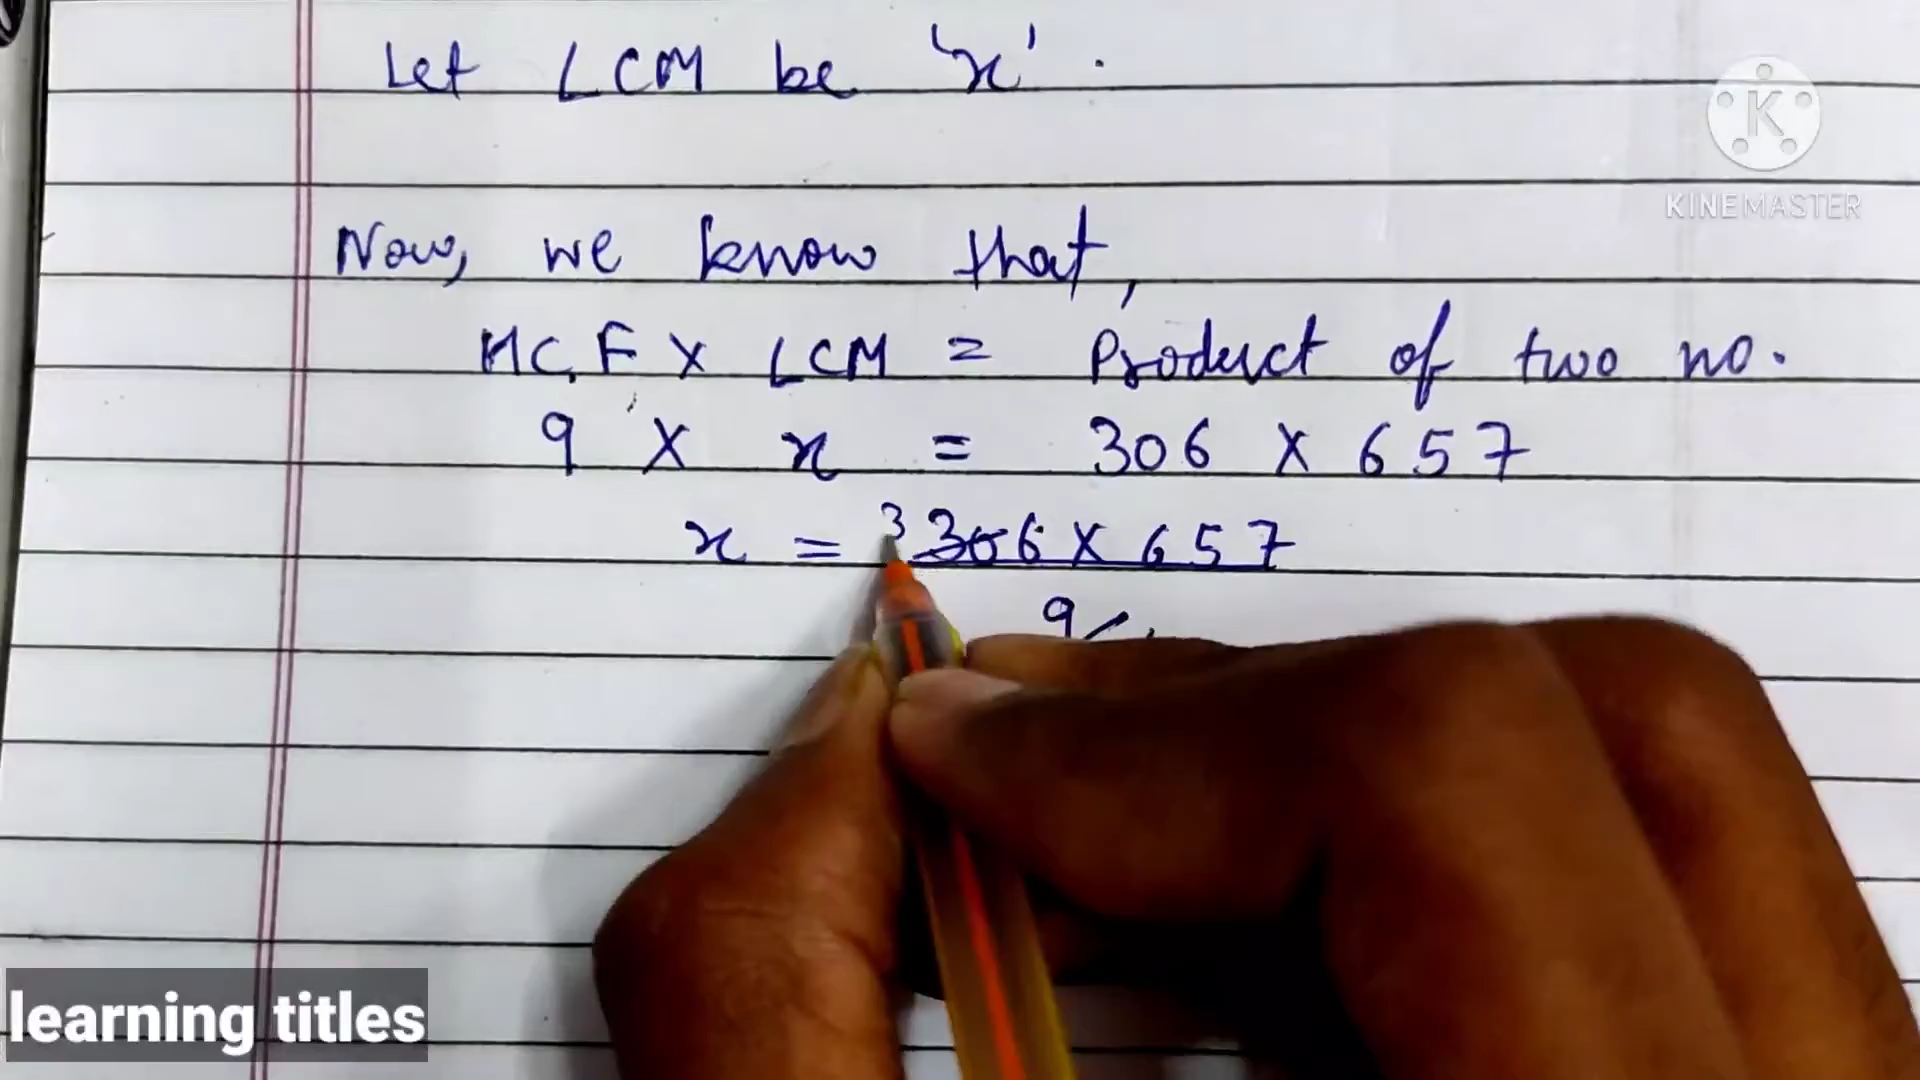 Let LCM be 'x'.
K
KINEMASTER
Now, we know that,
HCF X LCM = Product of two no.
9 X x = 306 X 657
x = 3 306 X 657
9
learning titles